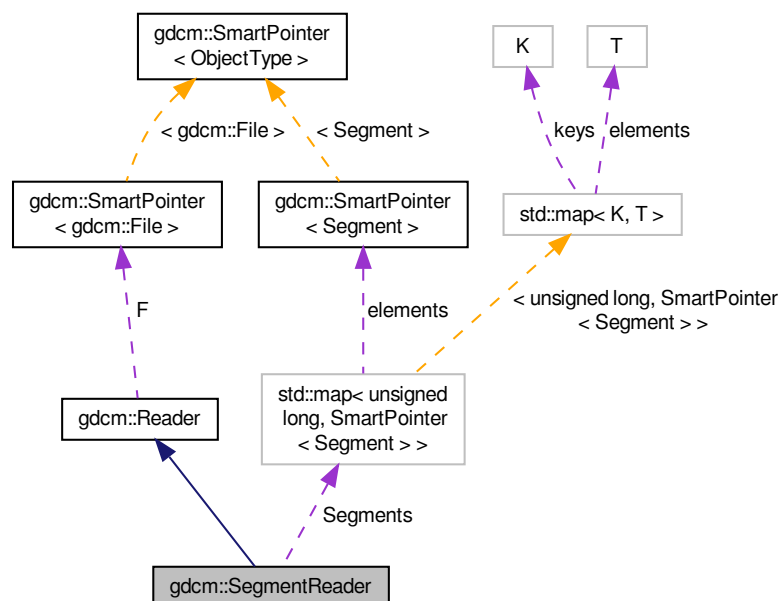 gdcm::SmartPointer
< ObjectType >
K
T
< gdcm::File >
< Segment >
keys
elements
gdcm::SmartPointer
< gdcm::File >
gdcm::SmartPointer
< Segment >
std::map< K, T >
F
elements
< unsigned long, SmartPointer
< Segment > >
gdcm::Reader
std::map< unsigned
long, SmartPointer
< Segment > >
Segments
gdcm::SegmentReader